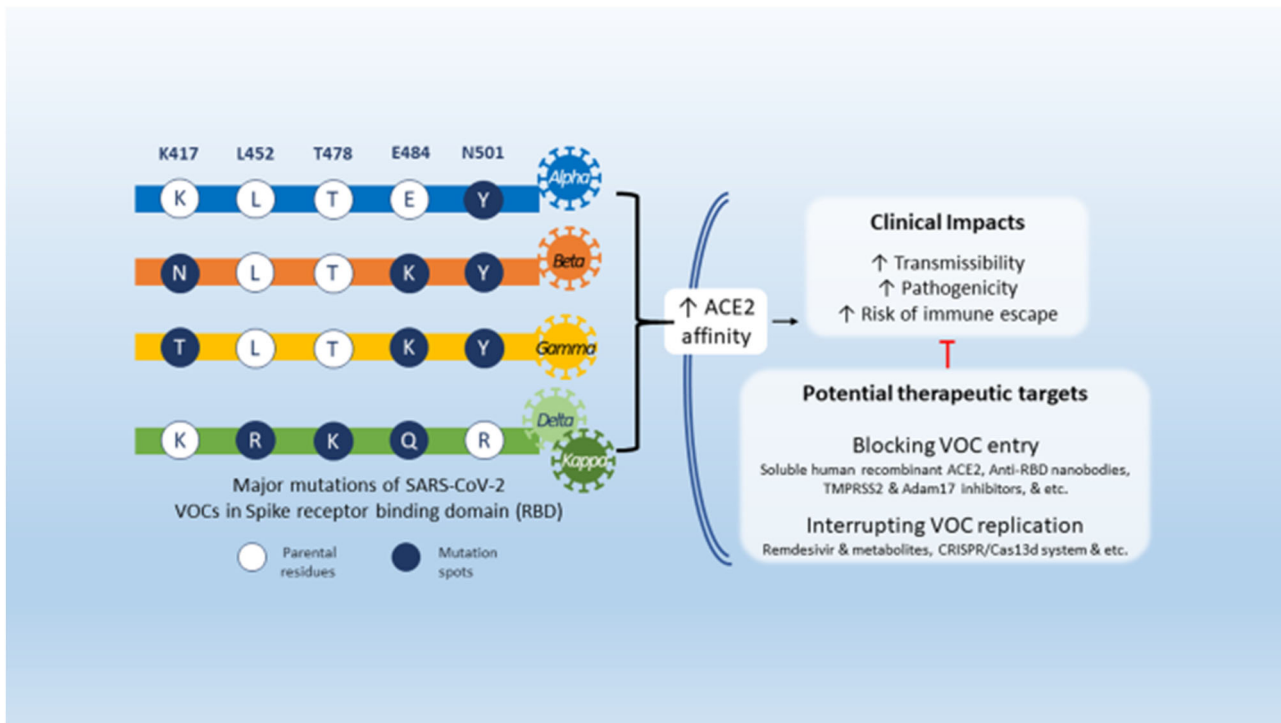 K417 L452 T478 E484 N501
K L T E Y Alpha
N L T K Y Beta
T L T K Y Gamma
Delta
K R K Q R
Kappa
Major mutations of SARS-CoV-2
VOCs in Spike receptor binding domain (RBD)
Parental
residues
Mutation
spots
↑ ACE2
affinity
Clinical Impacts
↑ Transmissibility
↑ Pathogenicity
↑ Risk of immune escape
Potential therapeutic targets
Blocking VOC entry
Soluble human recombinant ACE2, Anti-RBD nanobodies,
TMPRSS2 & Adam17 inhibitors, & etc.
Interrupting VOC replication
Remdesivir & metabolites, CRISPR/Cas13d system & etc.